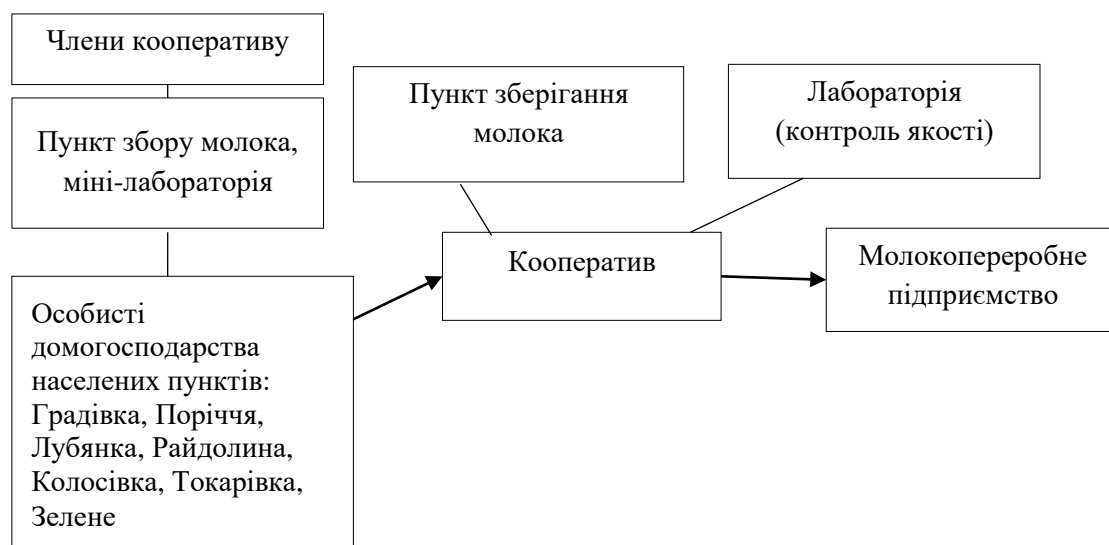 Члени кооперативу
Пункт збору молока,
міні-лабораторія
Особисті
домогосподарства
населених пунктів:
Градівка, Поріччя,
Лубянка, Райдолина,
Колосівка, Токарівка,
Зелене
Пункт зберігання
молока
Лабораторія
(контроль якості)
Кооператив
Молокопереробне
підприємство